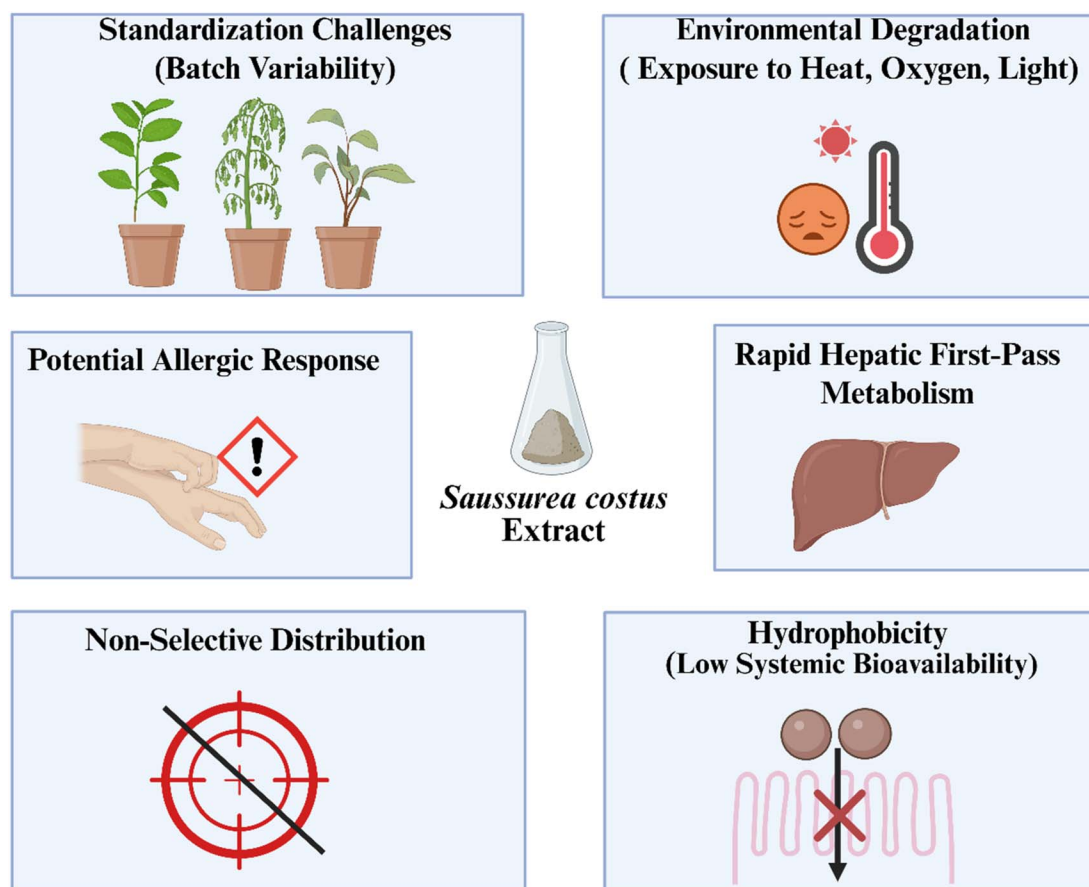 Standardization Challenges
(Batch Variability)
Environmental Degradation
( Exposure to Heat, Oxygen, Light)
Potential Allergic Response
!
Rapid Hepatic First-Pass
Metabolism
Saussurea costus
Extract
Non-Selective Distribution
Hydrophobicity
(Low Systemic Bioavailability)